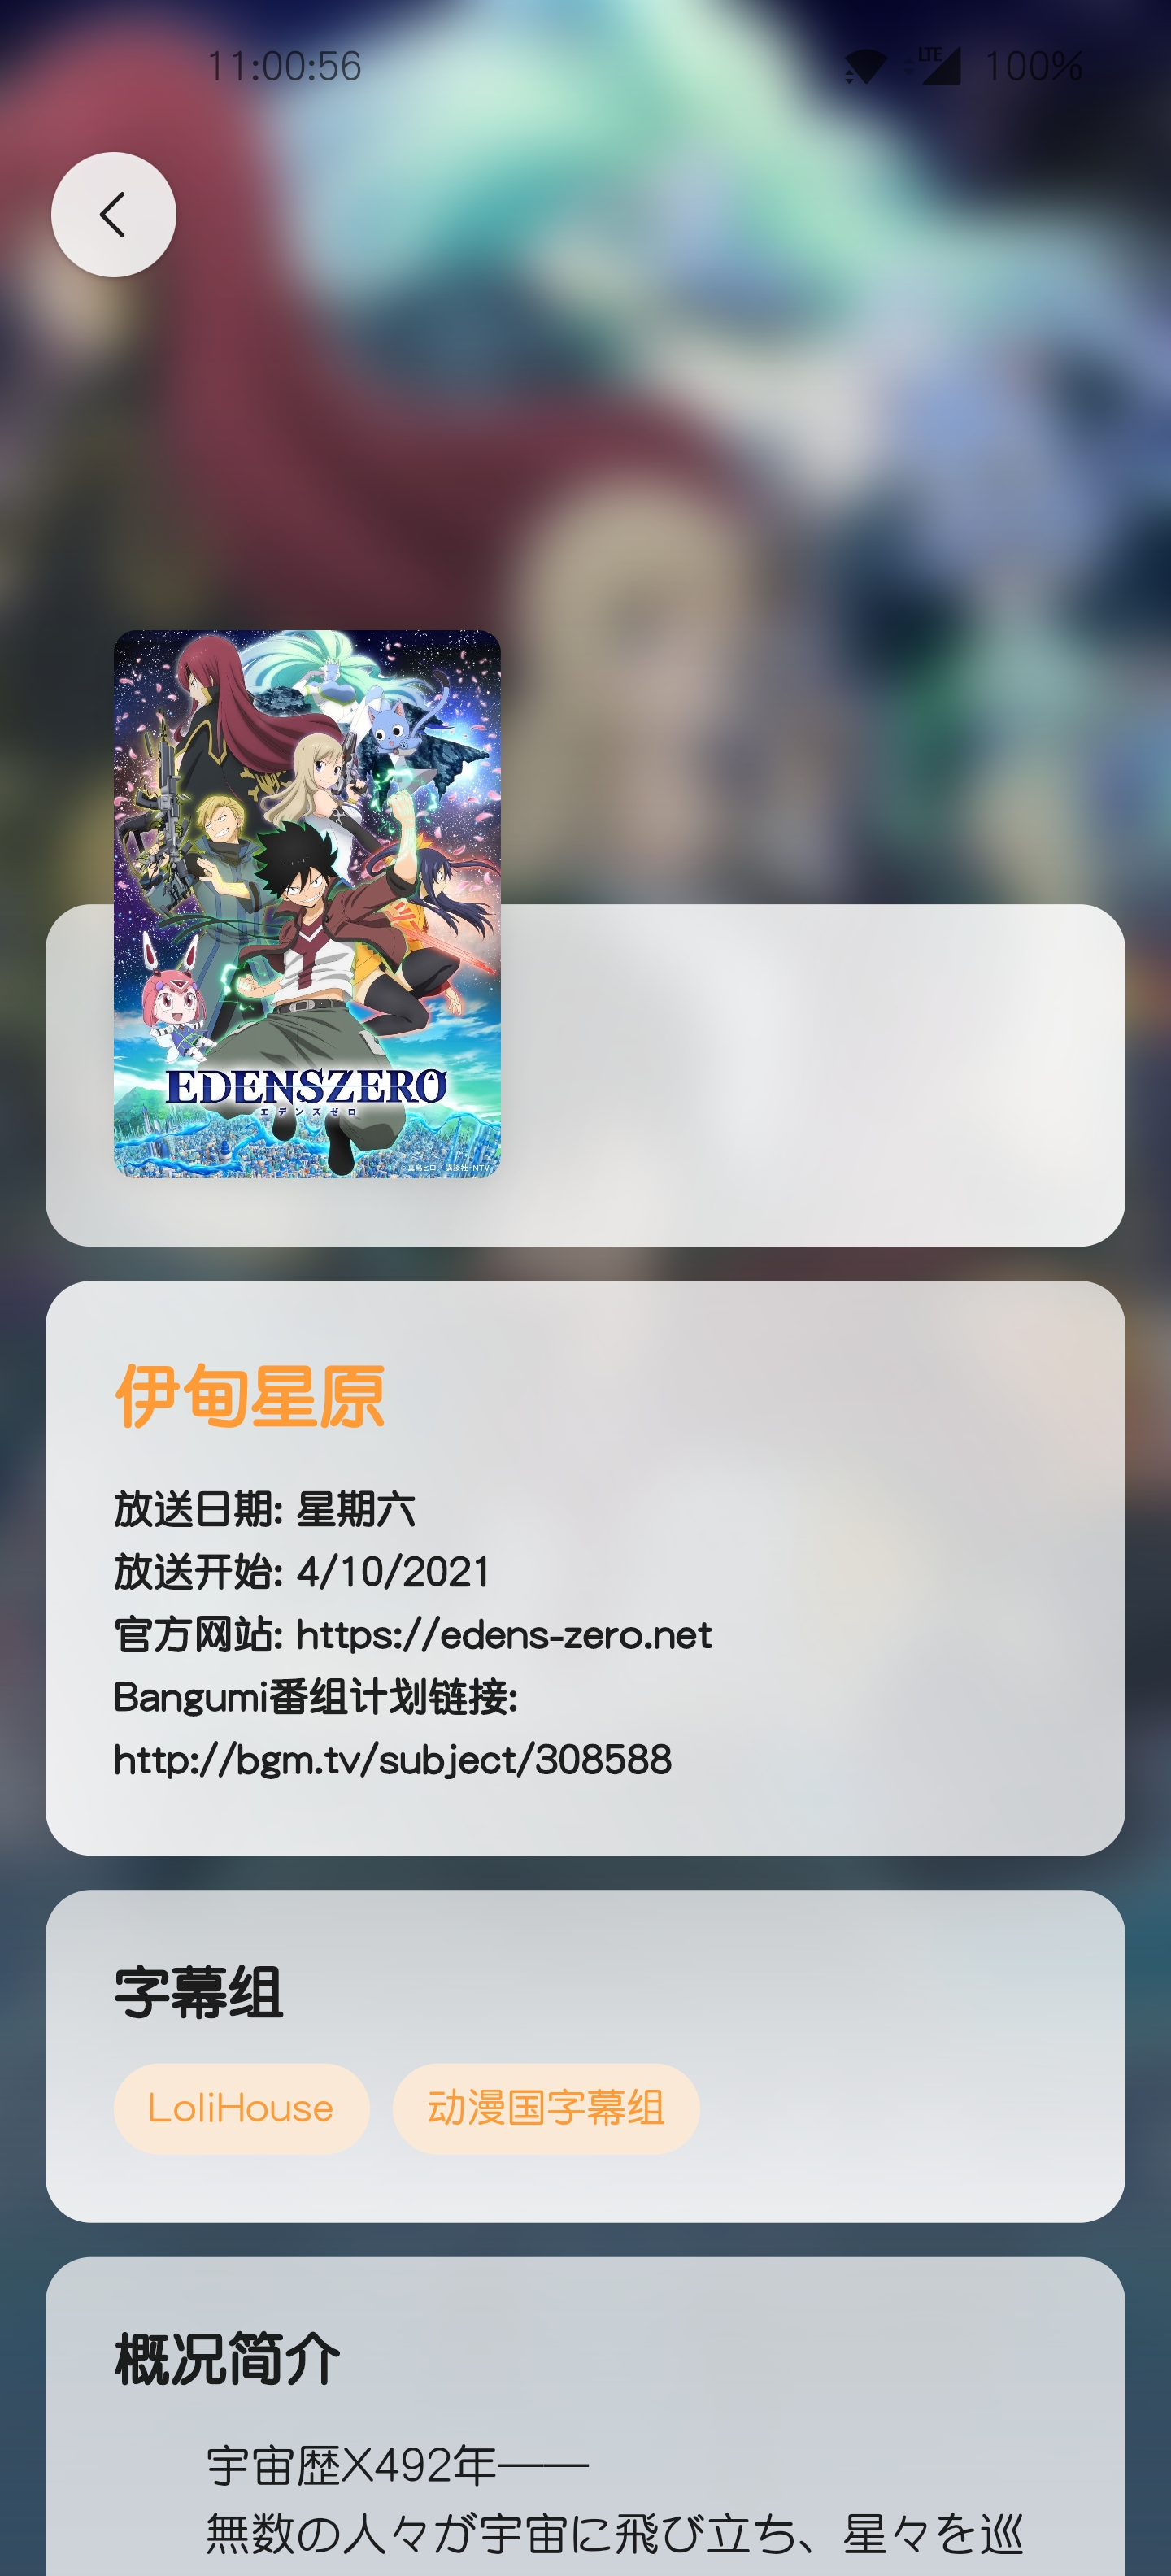 11:00:56
LTE 100%
EDENSZERO
エデンズゼロ
©真島ヒロ・講談社・NTV
伊甸星原
放送日期: 星期六
放送开始: 4/10/2021
官方网站: https://edens-zero.net
Bangumi番组计划链接:
http://bgm.tv/subject/308588
字幕组
LoliHouse 动漫国字幕组
概况简介
宇宙歴X492年——
無数の人々が宇宙に飛び立ち、星々を巡